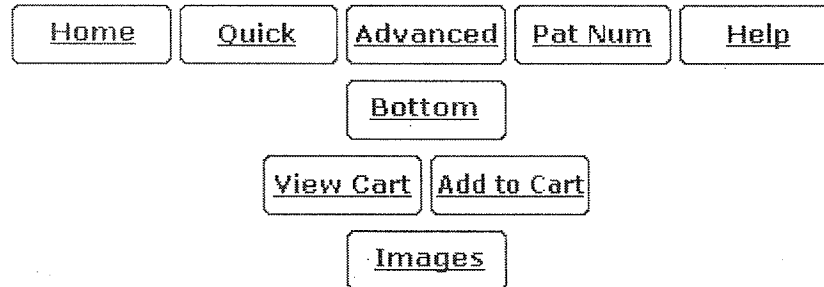 Home Quick Advanced Pat Num Help
Bottom
View Cart Add to Cart
Images